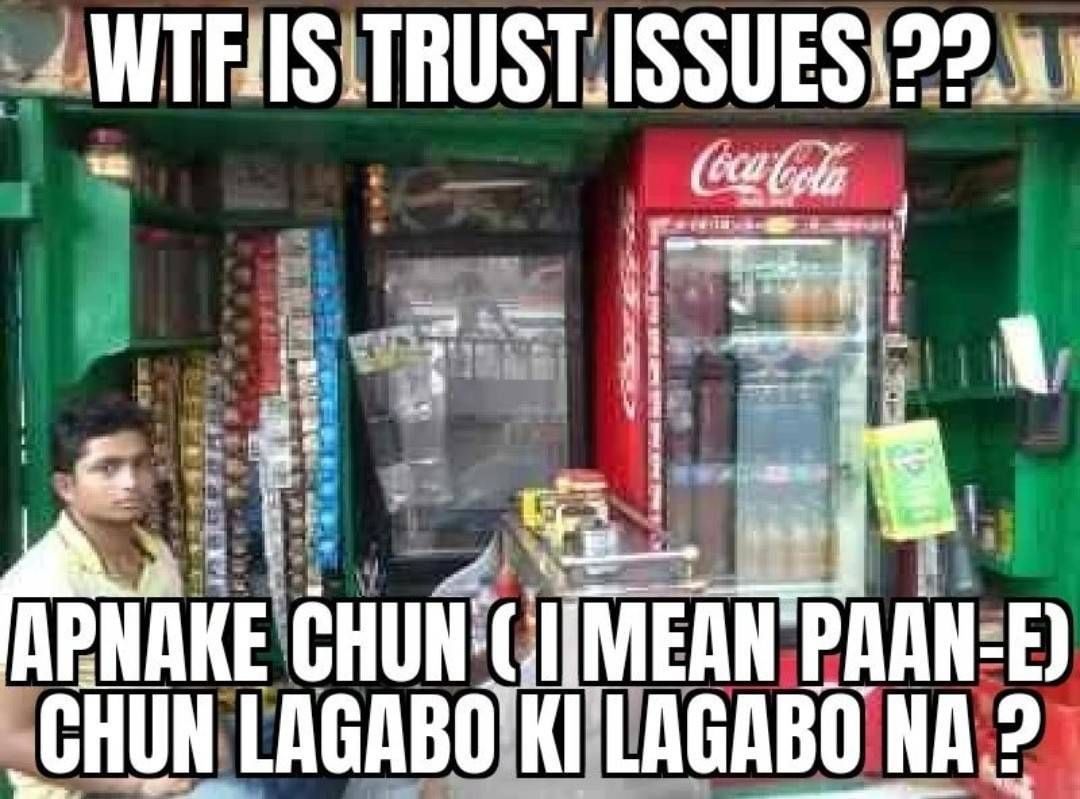 WTF IS TRUST ISSUES ??
Coca-Cola
APNAKE CHUN ( I MEAN PAAN-E)
CHUN LAGABO KI LAGABO NA ?